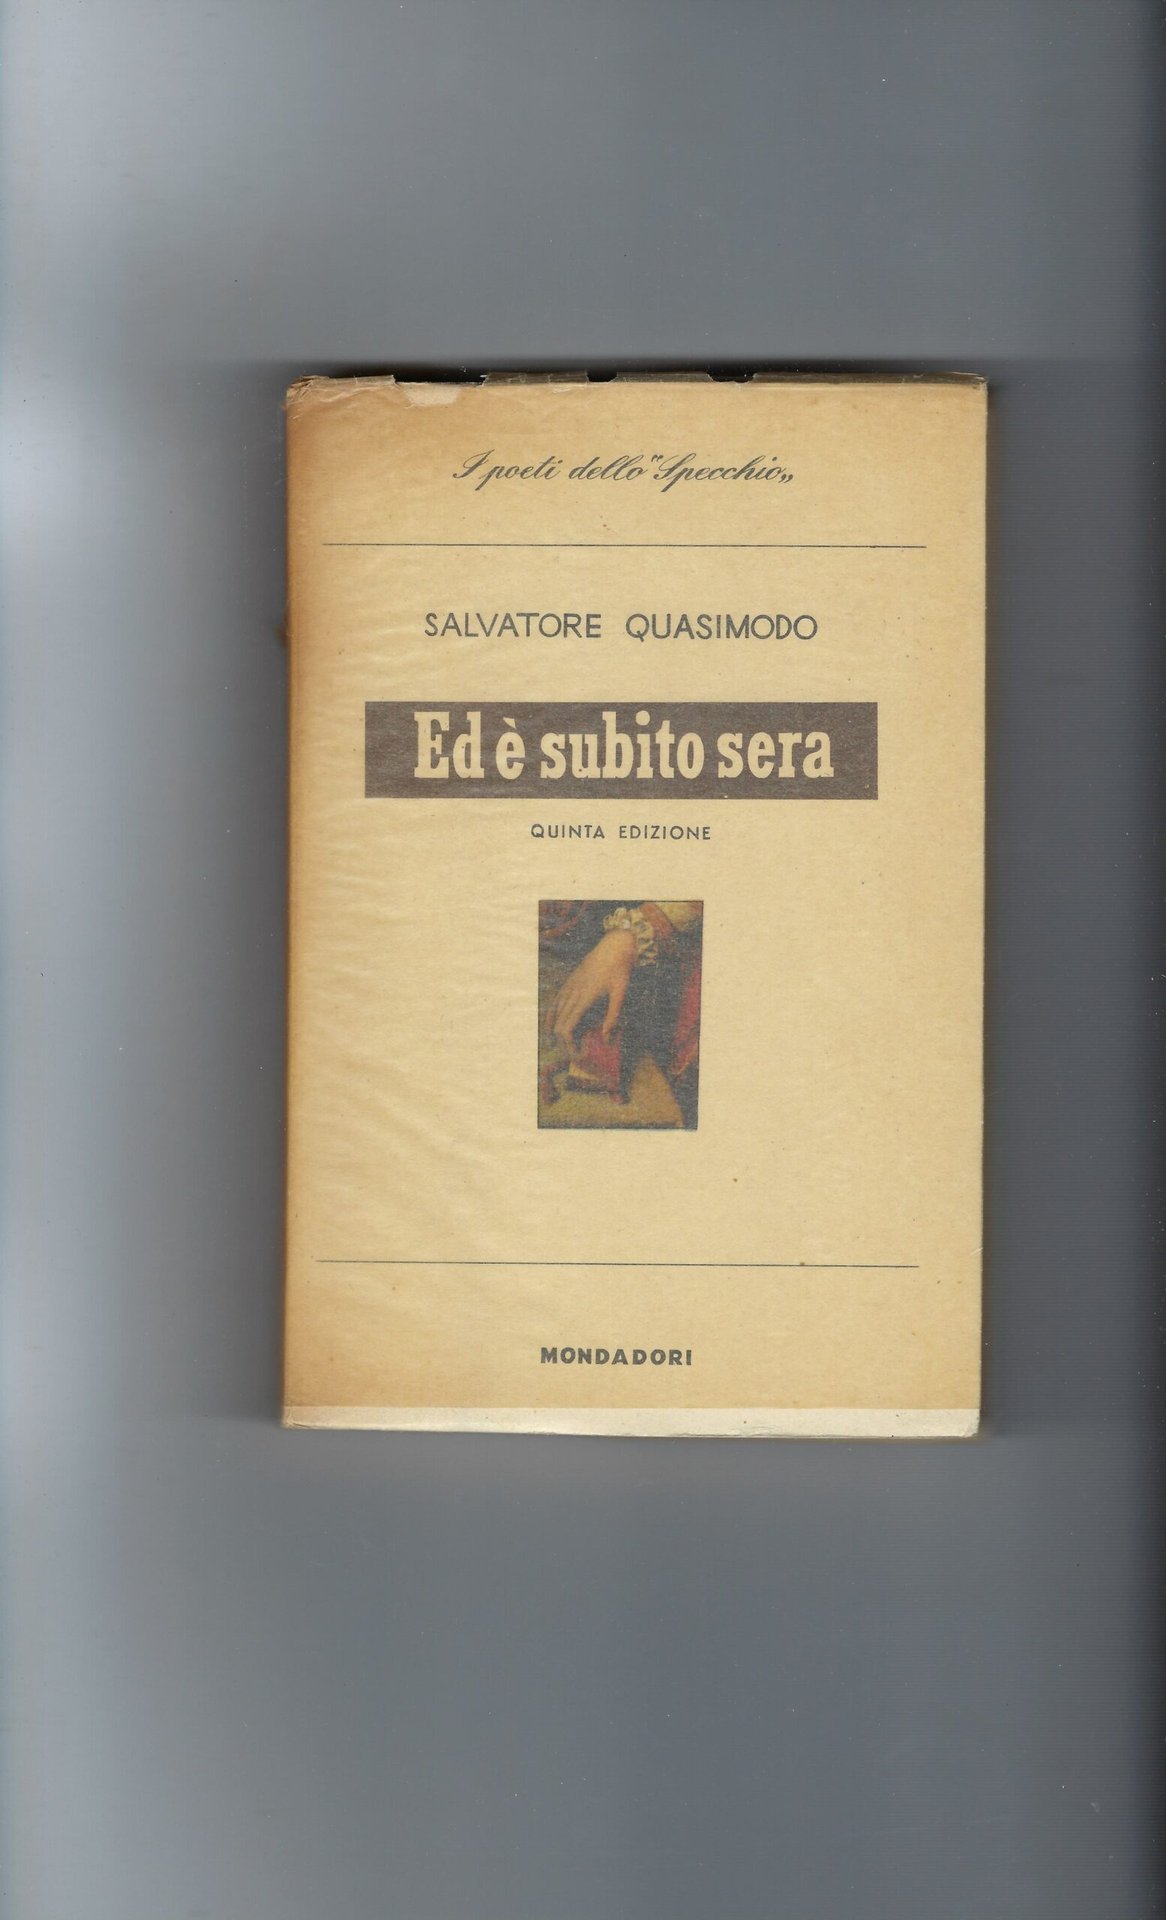 I poeti dello "Specchio„
SALVATORE QUASIMODO
Ed è subito sera
QUINTA EDIZIONE
MONDADORI